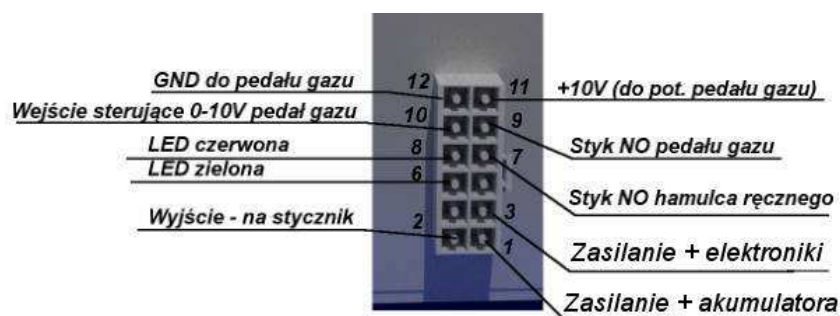 GND do pedału gazu 12 11 +10V (do pot. pedału gazu)
Wejście sterujące 0-10V pedał gazu 10 9
LED czerwona 8 Styk NO pedału gazu
LED zielona 6 7
Styk NO hamulca ręcznego
Wyjście - na stycznik 2 3
1 Zasilanie + elektroniki
Zasilanie + akumulatora